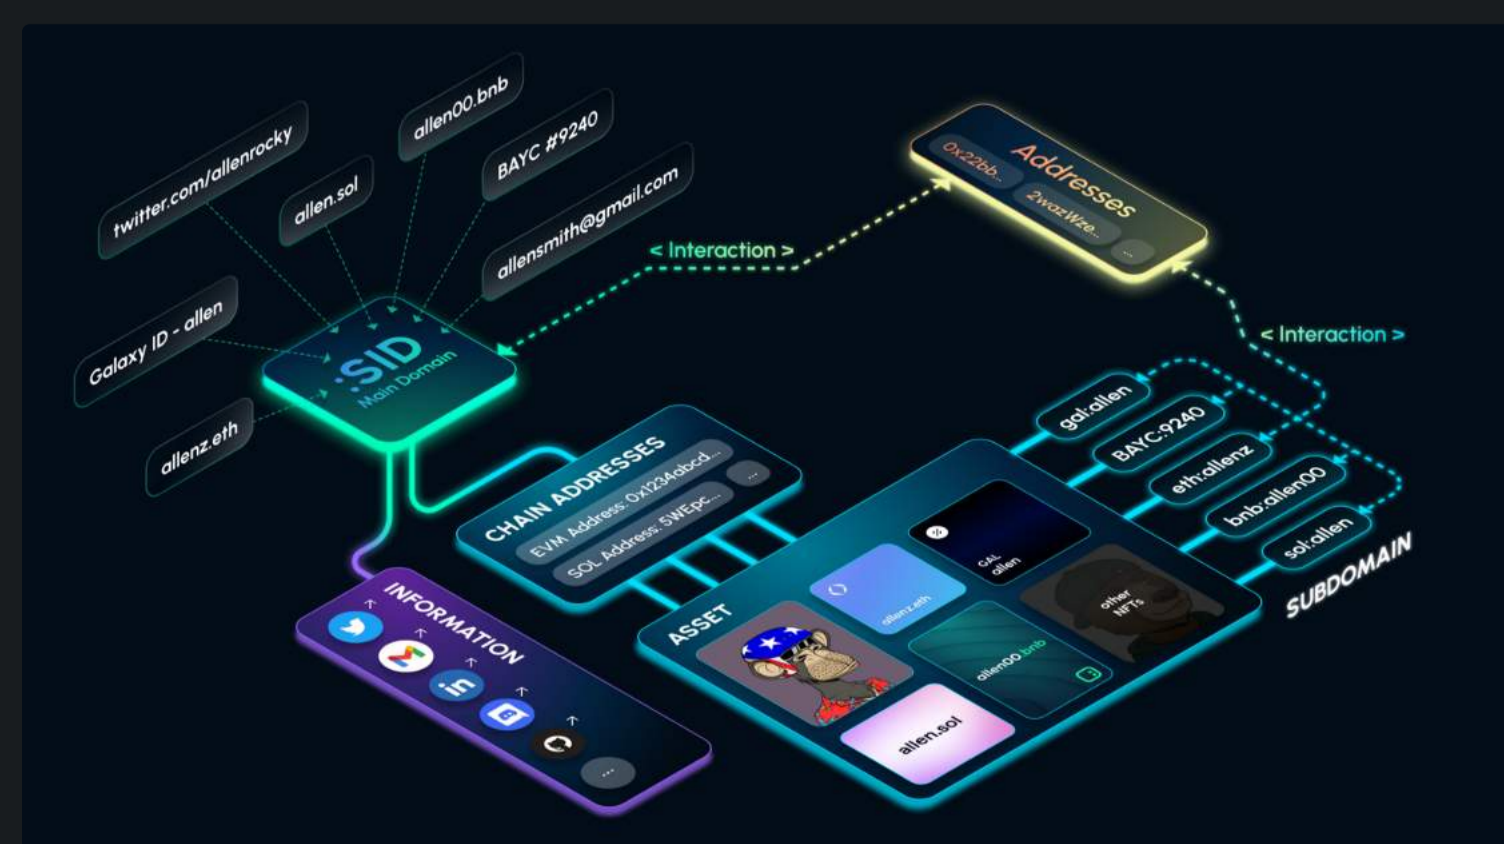 twitter.com/allenrocky
allen.sol
allen00.bnb
BAYC #9240
allensmith@gmail.com
Galaxy ID - allen
allenz.eth
:SID
Main Domain
< Interaction >
Addresses
0x22bb...
2wazWze...
...
< Interaction >
CHAIN ADDRESSES
EVM Address: 0x1234abcd...
SOL Address: 5WEpc...
...
INFORMATION
in
...
ASSET
allenz.eth
GAL
allen
allen00.bnb
other
NFTs
allen.sol
gal:allen
BAYC:9240
eth:allenz
bnb:allen00
sol:allen
SUBDOMAIN